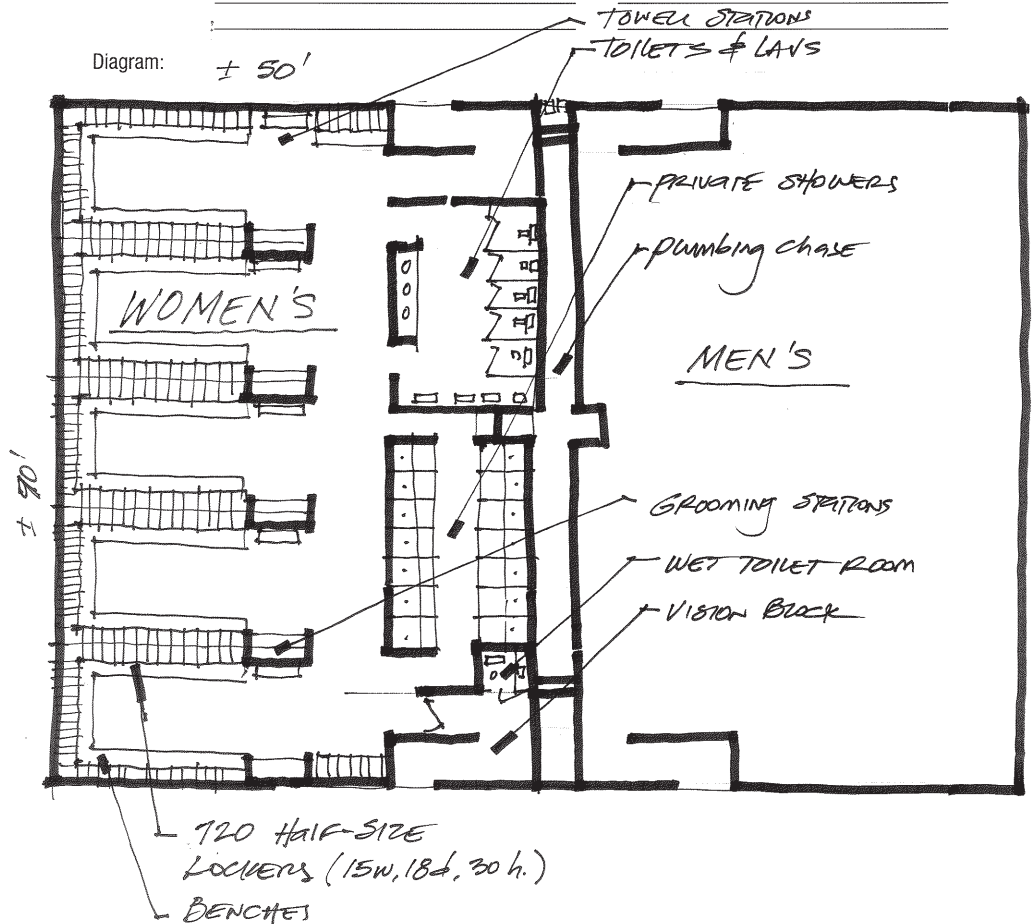 TOWEL STATIONS
TOILETS & LAVS
Diagram:
± 50'
PRIVATE SHOWERS
Plumbing Chase
WOMEN'S
MEN'S
± 70'
GROOMING STATIONS
WET TOILET ROOM
VISION BLOCK
720 HALF-SIZE
LOCKERS (15w, 18d, 30h.)
BENCHES